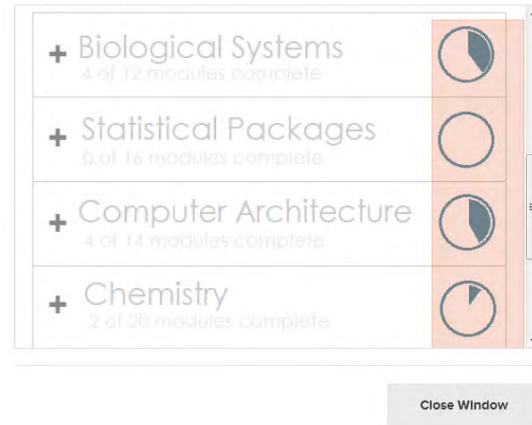 Biological Systems
4 of 12 modules complete
Statistical Packages
0 of 16 modules complete
Computer Architecture
4 of 14 modules complete
Chemistry
2 of 20 modules complete
Close Window